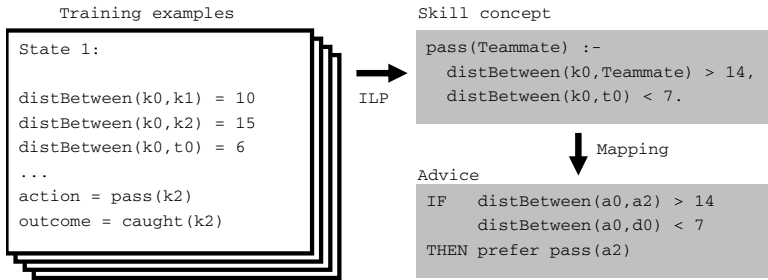 Training examples
State 1:
distBetween(k0,k1) = 10
distBetween(k0,k2) = 15
distBetween(k0,t0) = 6
...
action = pass(k2)
outcome = caught(k2)
ILP
Skill concept
pass(Teammate) :-
distBetween(k0,Teammate) > 14,
distBetween(k0,t0) < 7.
Mapping
Advice
IF distBetween(a0,a2) > 14
distBetween(a0,d0) < 7
THEN prefer pass(a2)